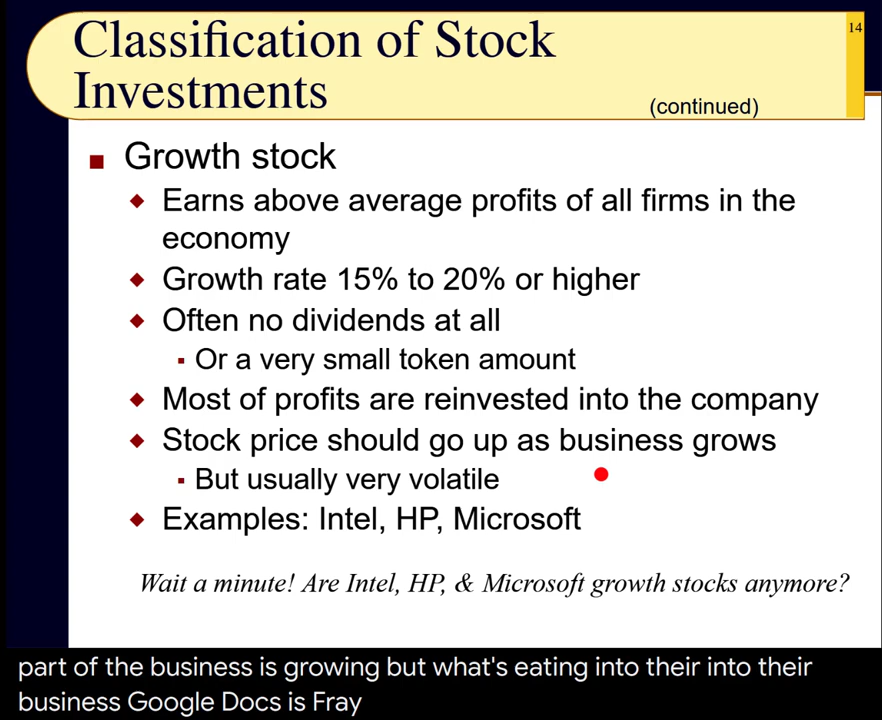 Classification of Stock
14
Investments
(continued)
Growth stock
Earns above average profits of all firms in the
economy
Growth rate 15% to 20% or higher
Often no dividends at all
Or a very small token amount
Most of profits are reinvested into the company
Stock price should go up as business grows
But usually very volatile
Examples: Intel, HP, Microsoft
Wait a minute! Are Intel, HP, & Microsoft growth stocks anymore?
part of the business is growing but what's eating into their into their
business Google Docs is Fray